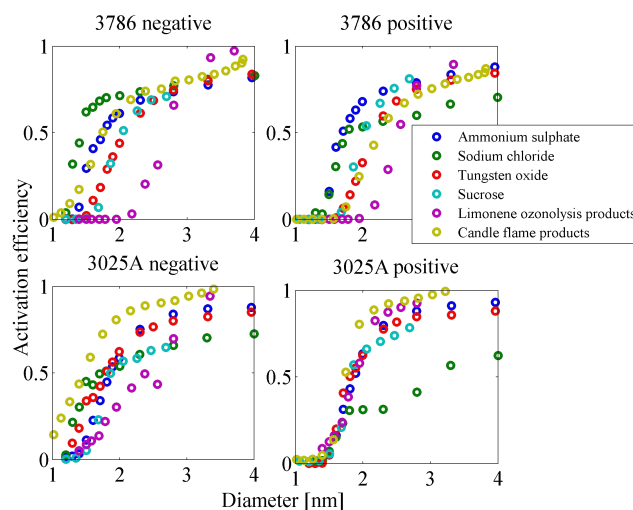 3786 negative
3786 positive
1
0.5
0
1 2 3 4
1
0.5
0
1 2 3 4
Ammonium sulphate
Sodium chloride
Tungsten oxide
Sucrose
Limonene ozonolysis products
Candle flame products
Activation efficiency
3025A negative
3025A positive
1
0.5
0
1 2 3 4
1
0.5
0
1 2 3 4
Diameter [nm]